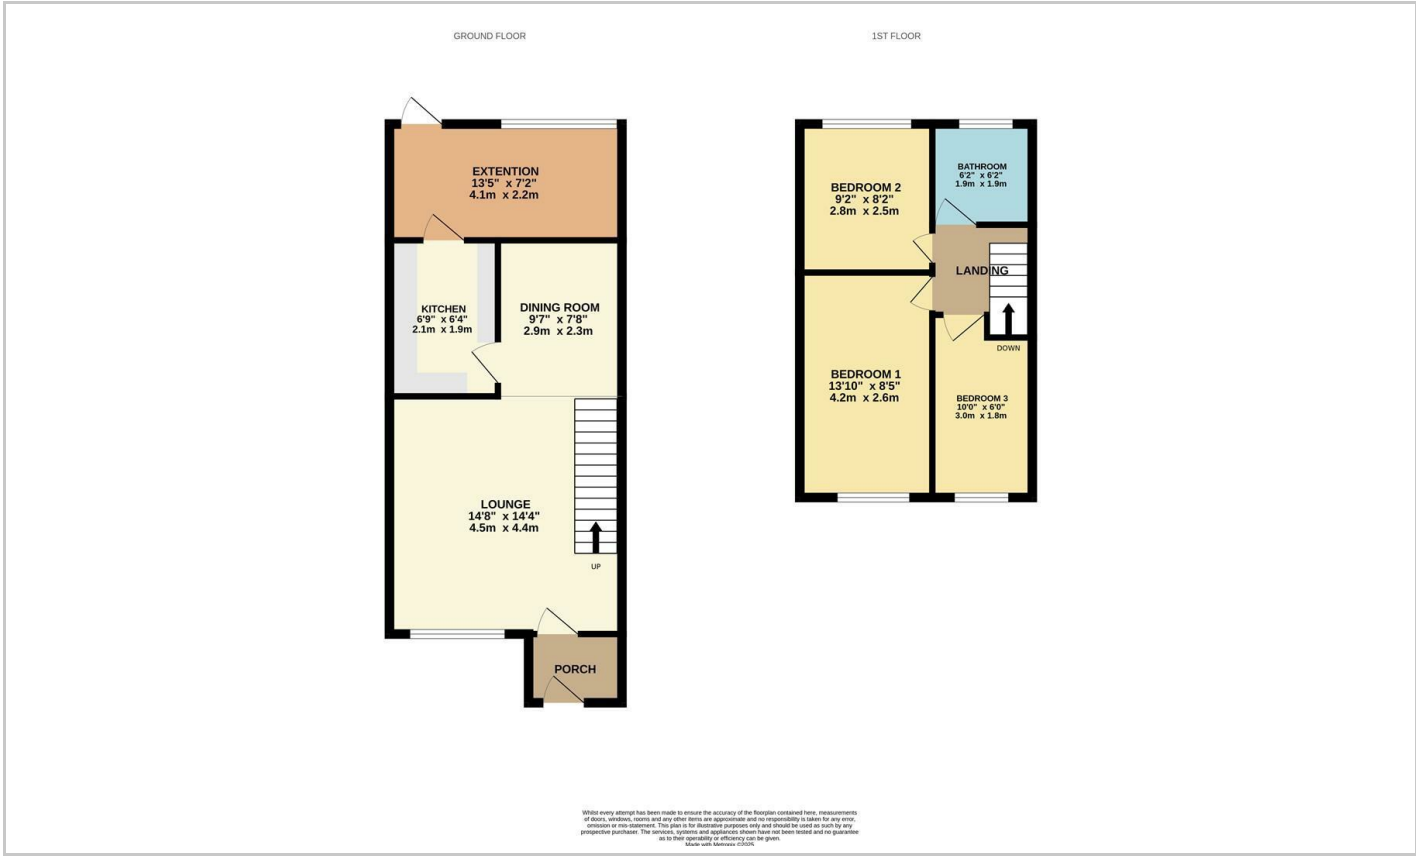 GROUND FLOOR
1ST FLOOR
EXTENTION
13'5" x 7'2"
4.1m x 2.2m
KITCHEN
6'9" x 6'4"
2.1m x 1.9m
DINING ROOM
9'7" x 7'8"
2.9m x 2.3m
LOUNGE
14'8" x 14'4"
4.5m x 4.4m
UP
PORCH
BEDROOM 2
9'2" x 8'2"
2.8m x 2.5m
BATHROOM
6'2" x 6'2"
1.9m x 1.9m
LANDING
DOWN
BEDROOM 1
13'10" x 8'5"
4.2m x 2.6m
BEDROOM 3
10'0" x 6'0"
3.0m x 1.8m
Whilst every attempt has been made to ensure the accuracy of the floorplan contained here, measurements
of doors, windows, rooms and any other items are approximate and no responsibility is taken for any error,
omission or mis-statement. This plan is for illustrative purposes only and should be used as such by any
prospective purchaser. The services, systems and appliances shown have not been tested and no guarantee
as to their operability or efficiency can be given.
Made with Metropix ©2025